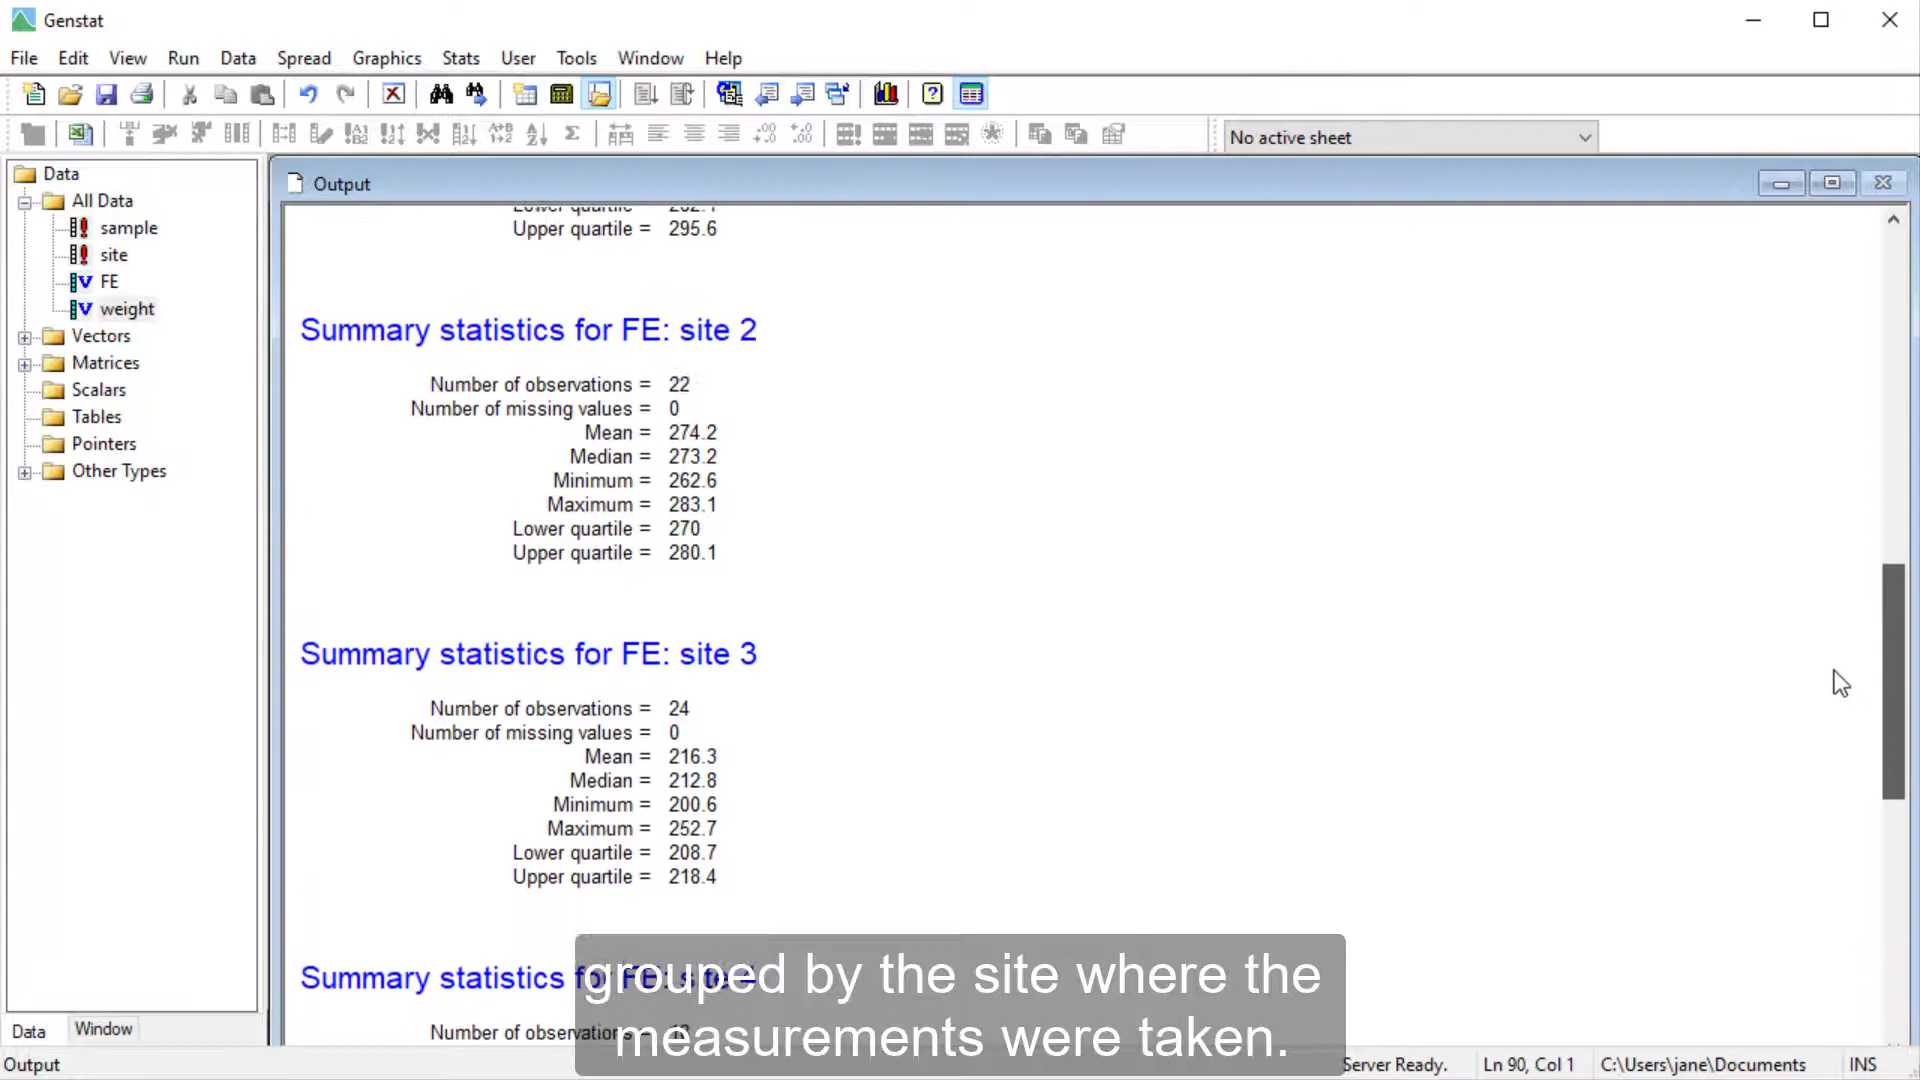 Genstat
File Edit View Run Data Spread Graphics Stats User Tools Window Help
No active sheet
Data
All Data
sample
site
FE
weight
Vectors
Matrices
Scalars
Tables
Pointers
Other Types
Data Window
Output
Upper quartile = 295.6
Summary statistics for FE: site 2
Number of observations = 22
Number of missing values = 0
Mean = 274.2
Median = 273.2
Minimum = 262.6
Maximum = 283.1
Lower quartile = 270
Upper quartile = 280.1
Summary statistics for FE: site 3
Number of observations = 24
Number of missing values = 0
Mean = 216.3
Median = 212.8
Minimum = 200.6
Maximum = 252.7
Lower quartile = 208.7
Upper quartile = 218.4
Summary statistics for FE: site
Number of observations =
grouped by the site where the
measurements were taken.
Output Server Ready. Ln 90, Col 1 C:\Users\jane\Documents INS